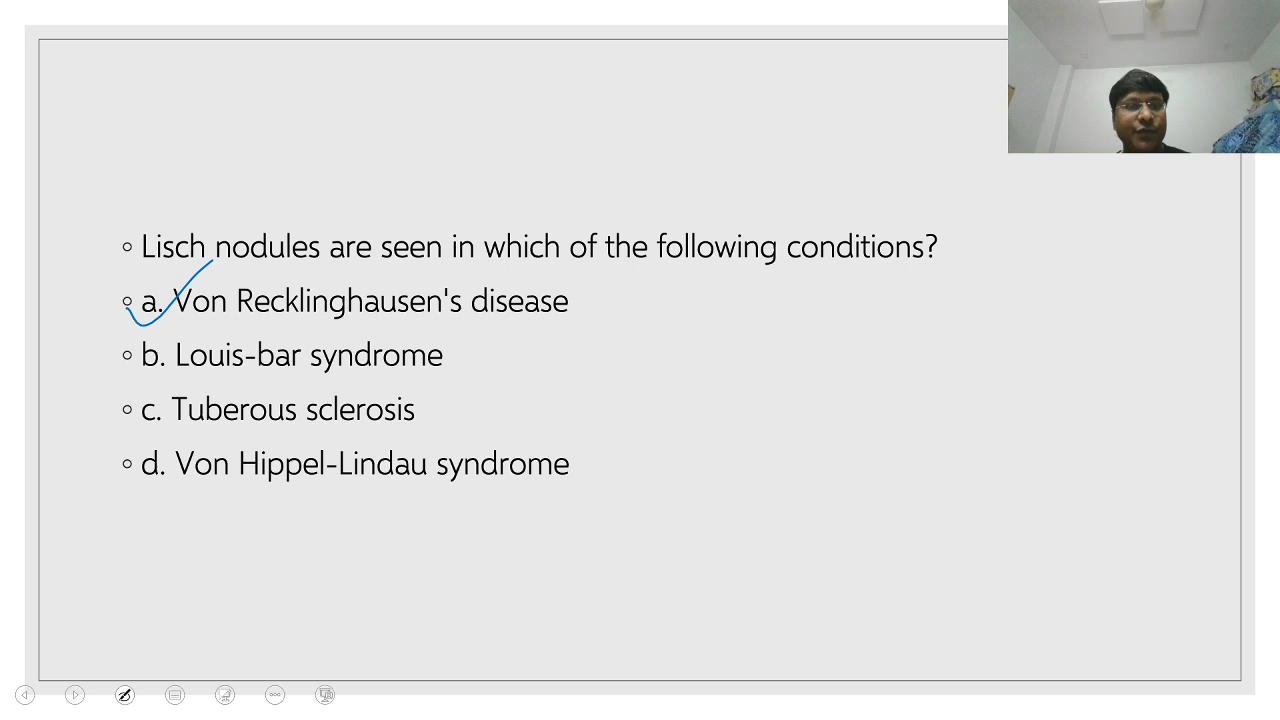 Lisch nodules are seen in which of the following conditions?
a. Von Recklinghausen's disease
b. Louis-bar syndrome
c. Tuberous sclerosis
d. Von Hippel-Lindau syndrome